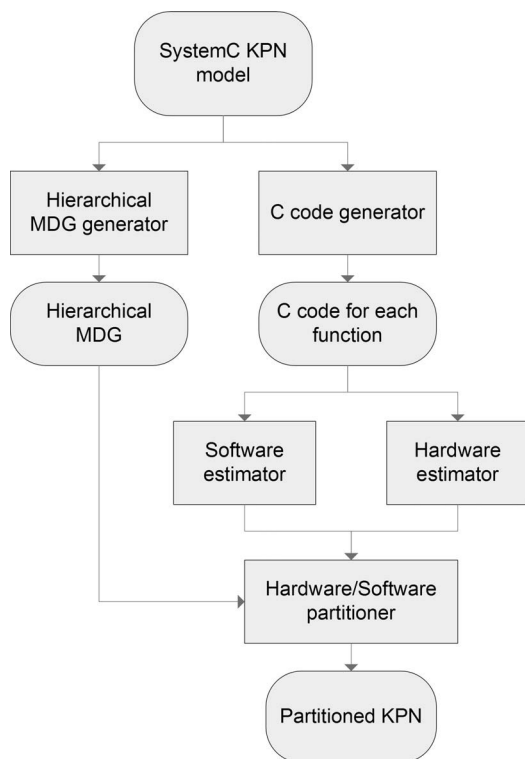 SystemC KPN
model
Hierarchical
MDG generator
C code generator
Hierarchical
MDG
C code for each
function
Software
estimator
Hardware
estimator
Hardware/Software
partitioner
Partitioned KPN